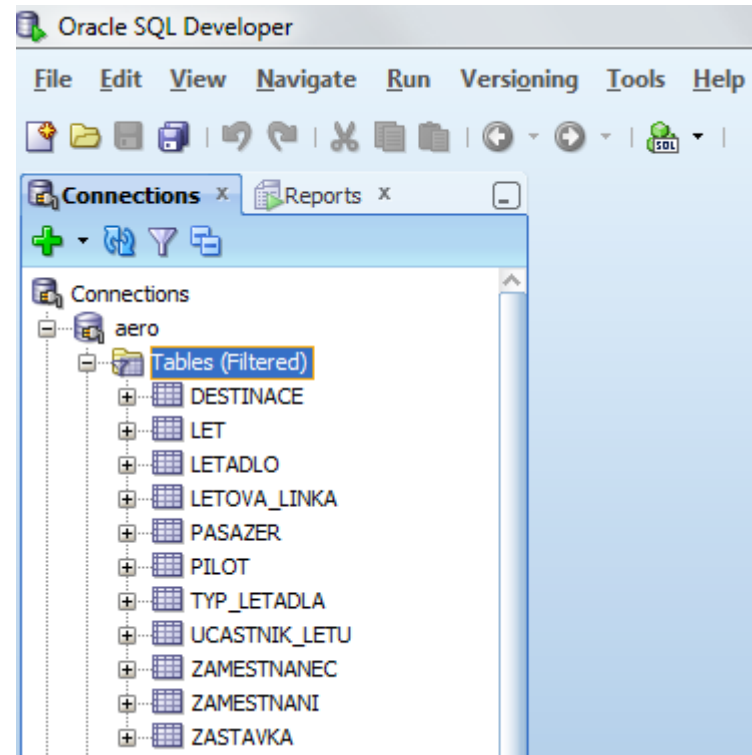 Oracle SQL Developer
File Edit View Navigate Run Versioning Tools Help
SQL
Connections x Reports x
Connections
aero
Tables (Filtered)
DESTINACE
LET
LETADLO
LETOVA_LINKA
PASAZER
PILOT
TYP_LETADLA
UCASTNIK_LETU
ZAMESTNANEC
ZAMESTNANI
ZASTAVKA